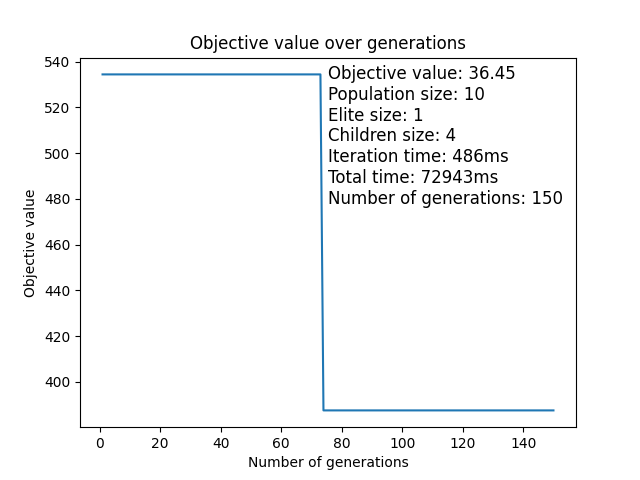 Objective value over generations
Objective value: 36.45
Population size: 10
Elite size: 1
Children size: 4
Iteration time: 486ms
Total time: 72943ms
Number of generations: 150
540
520
500
480
460
440
420
400
Objective value
0 20 40 60 80 100 120 140
Number of generations